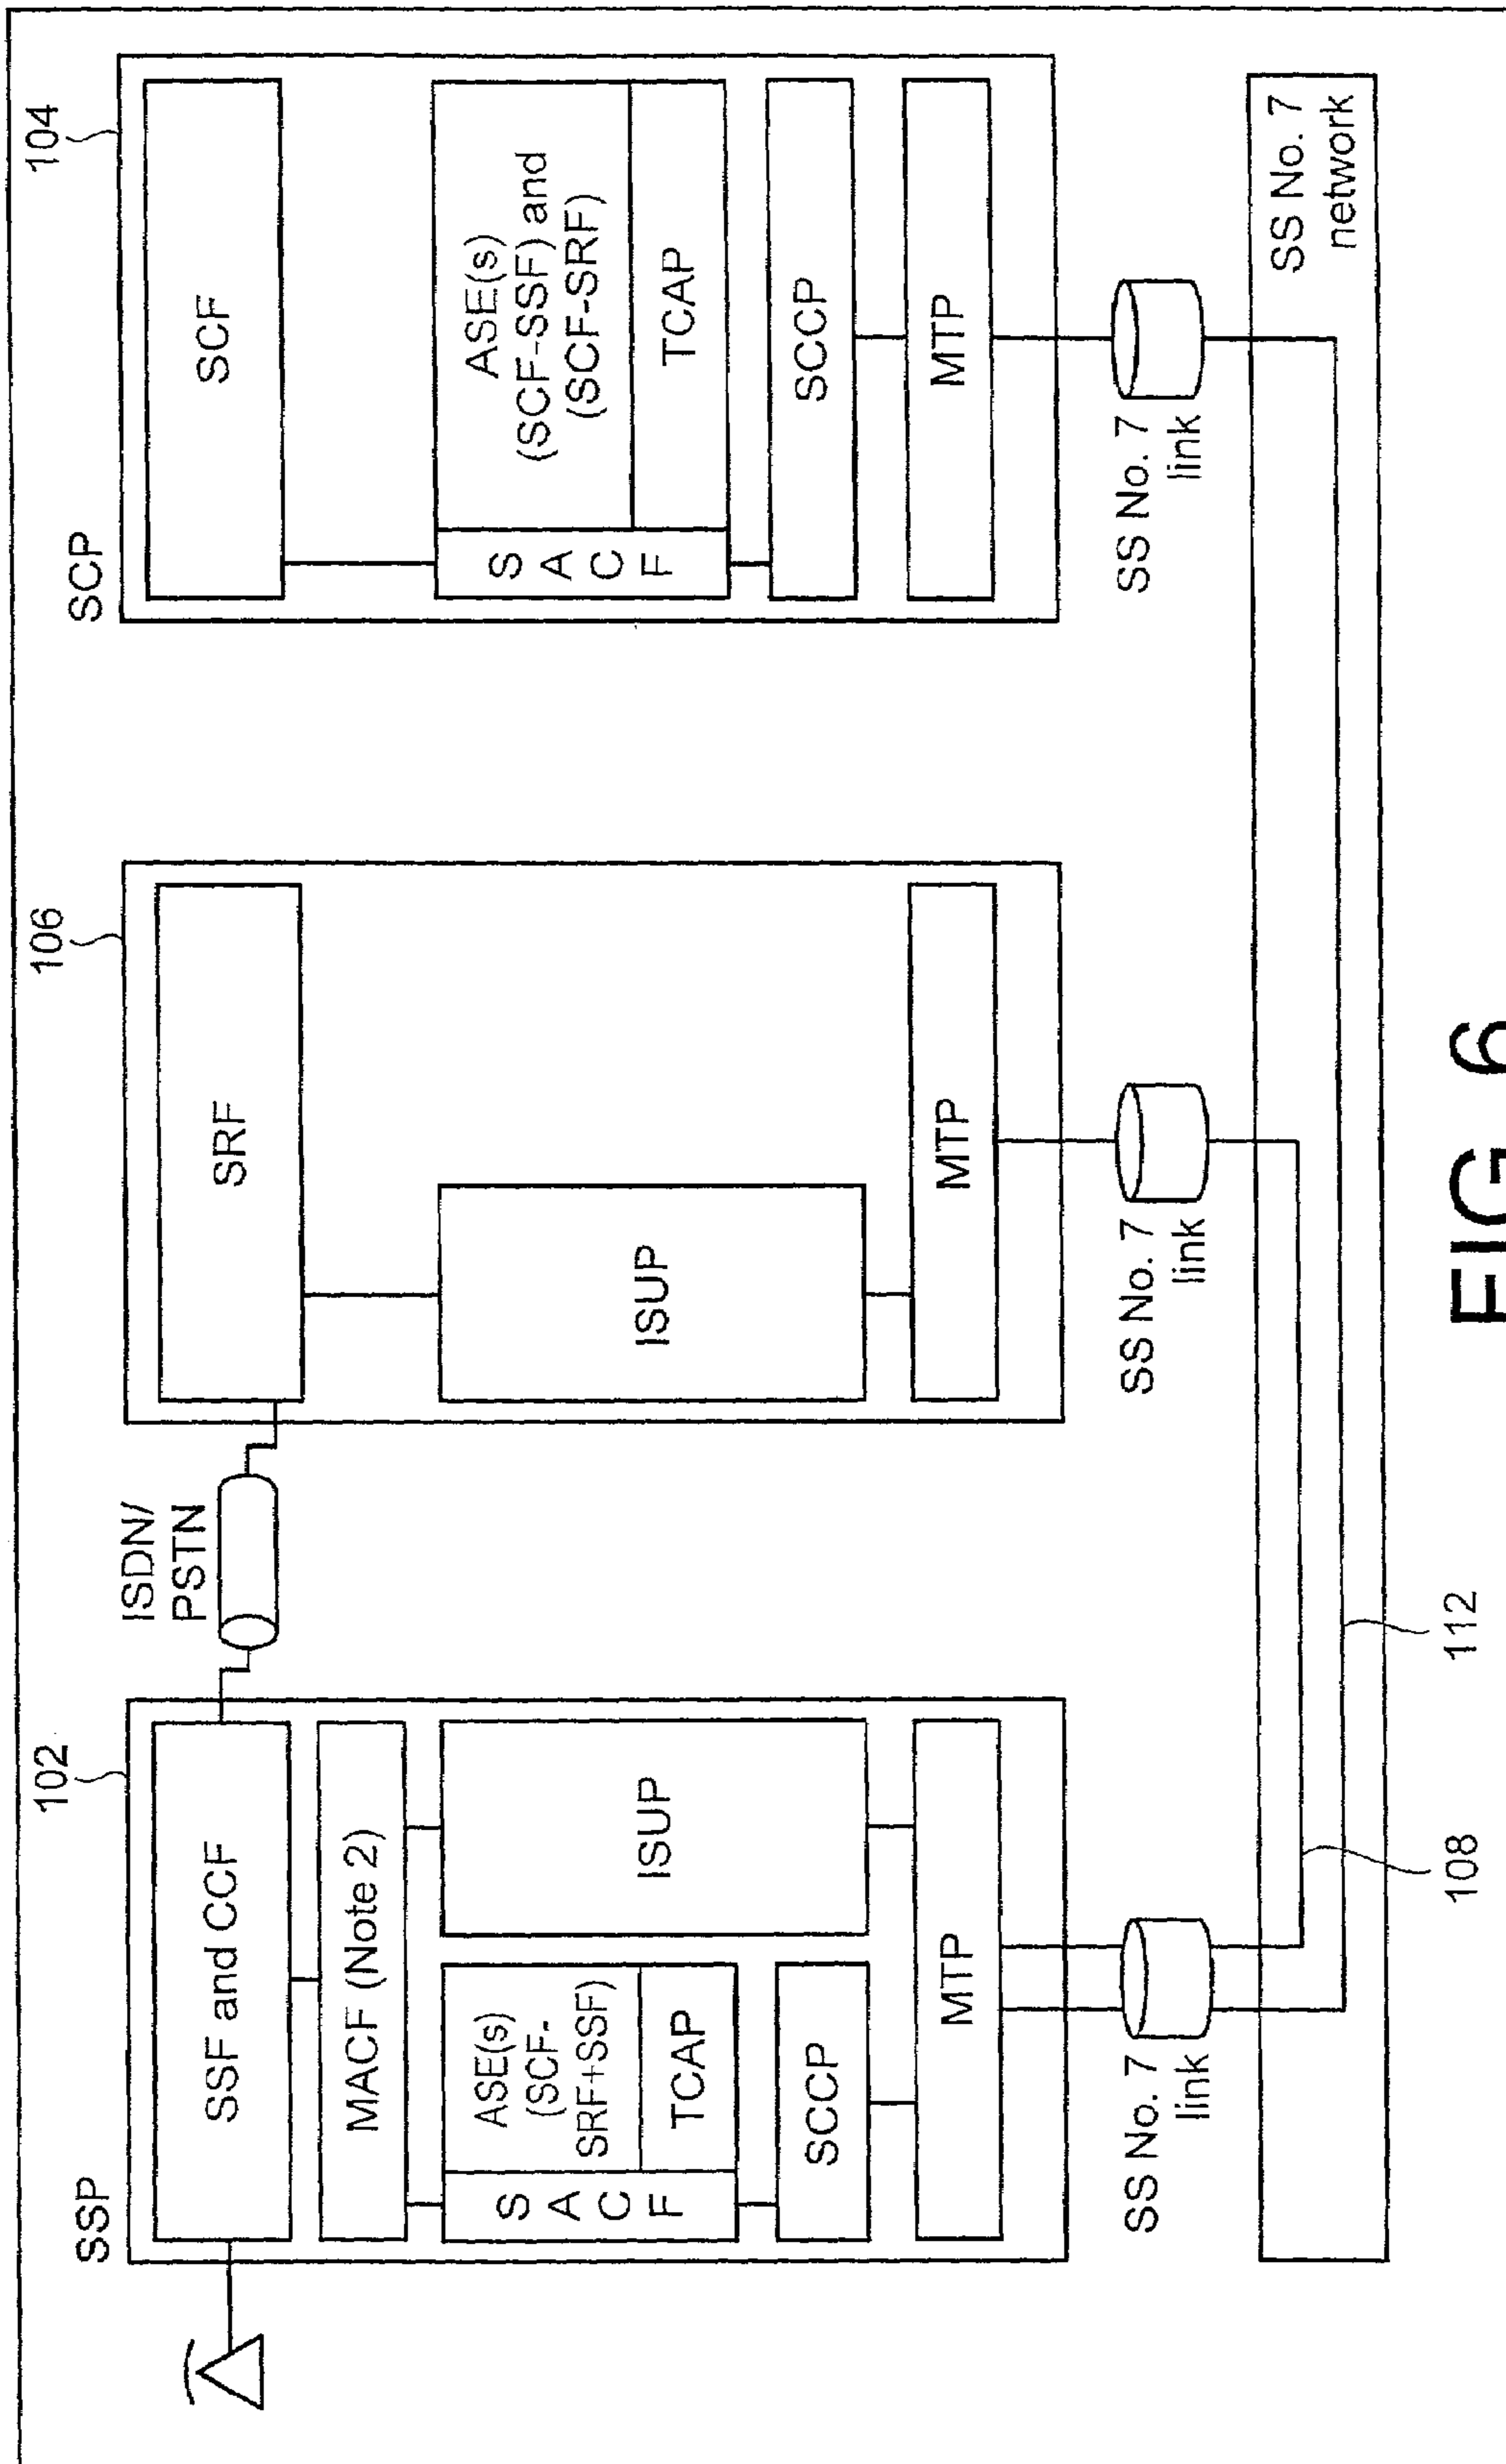 SSP
102
SSF and CCF
MACF (Note 2)
S
A
C
F
ASE(s)
(SCF-
SRF+SSF)
TCAP
SCCP
ISUP
MTP
SS No. 7
link
ISDN/
PSTN
106
SRF
ISUP
MTP
SS No. 7
link
SCP
104
SCF
S
A
C
F
ASE(s)
(SCF-SSF) and
(SCF-SRF)
TCAP
SCCP
MTP
SS No. 7
link
SS No. 7
network
108
112
FIG 6